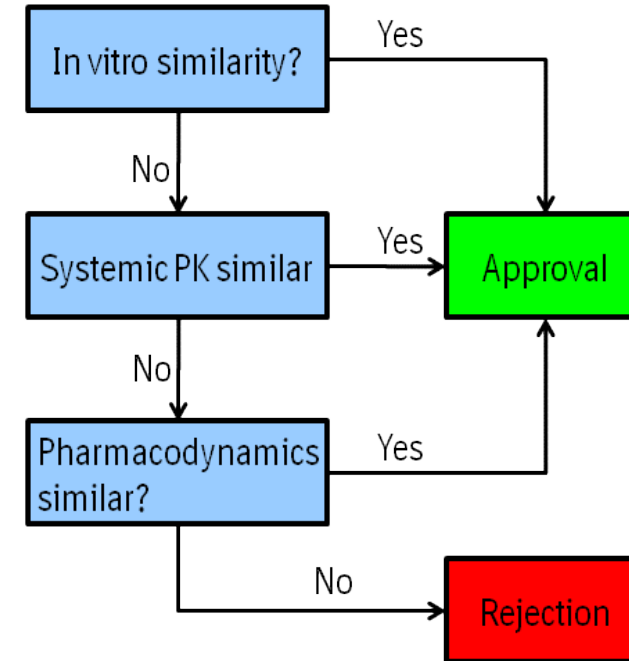 In vitro similarity?
Yes
No
Systemic PK similar
Yes
Approval
No
Pharmacodynamics
similar?
Yes
No
Rejection